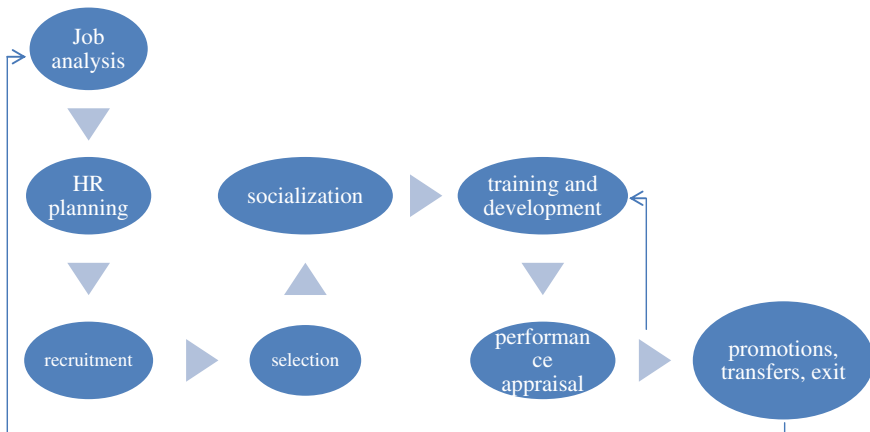 Job
analysis
HR
planning
recruitment
selection
socialization
training and
development
performan
ce
appraisal
promotions,
transfers, exit